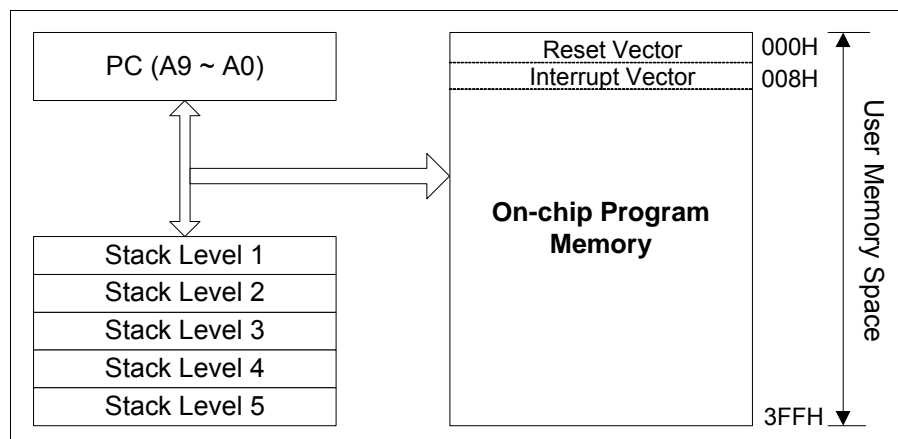 PC (A9 ~ A0)
Stack Level 1
Stack Level 2
Stack Level 3
Stack Level 4
Stack Level 5
Reset Vector
000H
Interrupt Vector
008H
On-chip Program
Memory
3FFH
User Memory Space